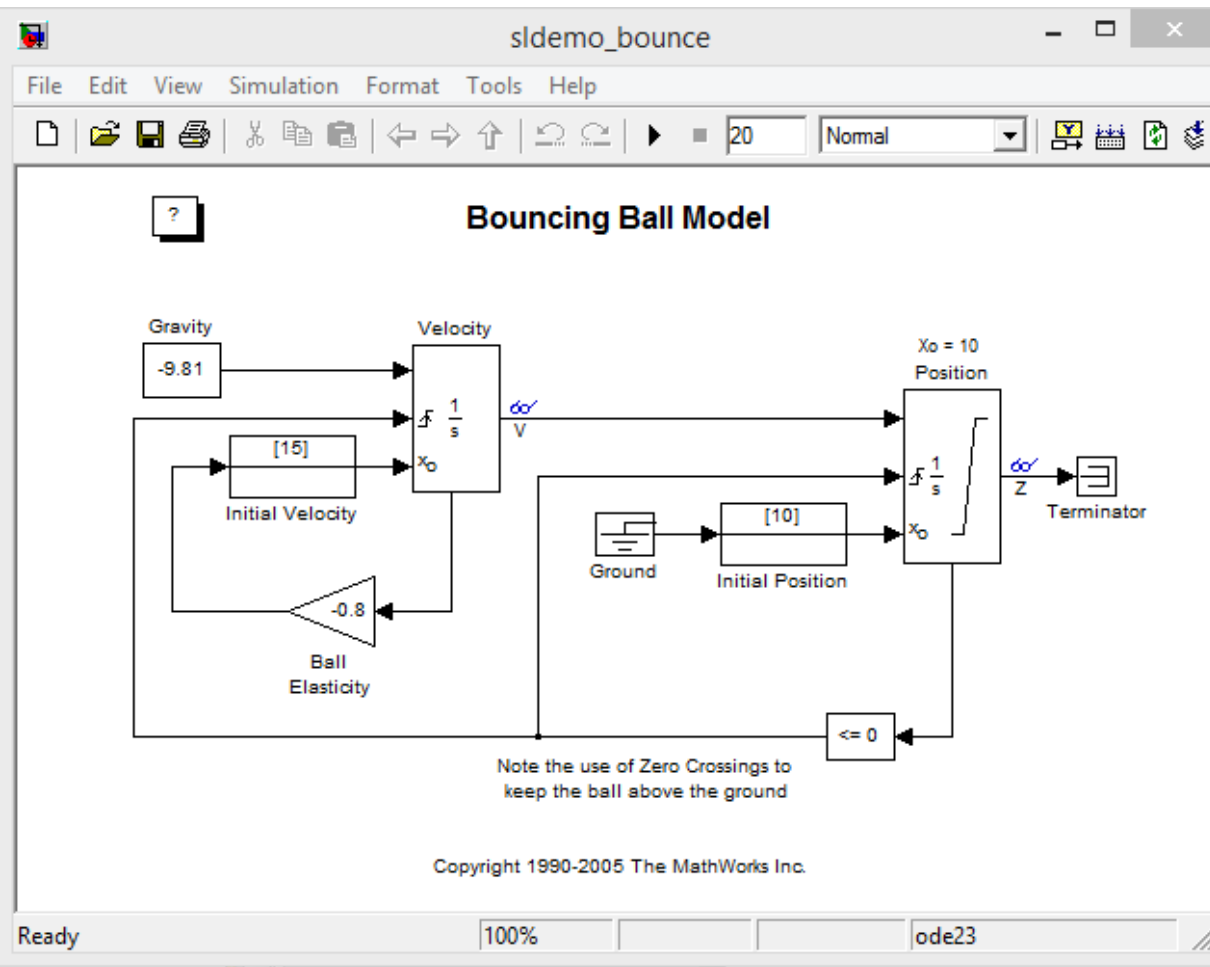 sldemo_bounce
File Edit View Simulation Format Tools Help
20 Normal
?
Bouncing Ball Model
Gravity
-9.81
Velocity
1
s
xo
V
[15]
Initial Velocity
-0.8
Ball
Elasticity
Xo = 10
Position
1
s
xo
Z
Terminator
Ground
[10]
Initial Position
<= 0
Note the use of Zero Crossings to
keep the ball above the ground
Copyright 1990-2005 The MathWorks Inc.
Ready 100% ode23